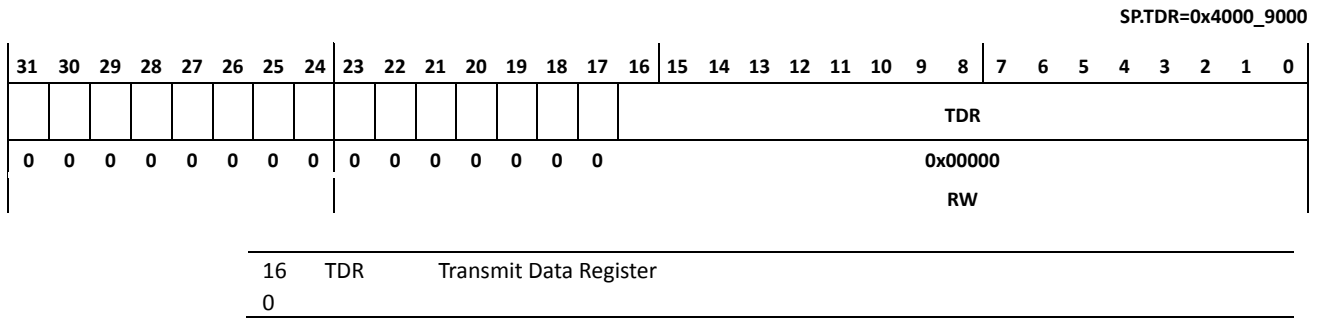 SP.TDR=0x4000_9000
31 30 29 28 27 26 25 24 23 22 21 20 19 18 17 16 15 14 13 12 11 10 9 8 7 6 5 4 3 2 1 0
TDR
0 0 0 0 0 0 0 0 0 0 0 0 0 0 0 0x00000
RW
16 TDR Transmit Data Register
0